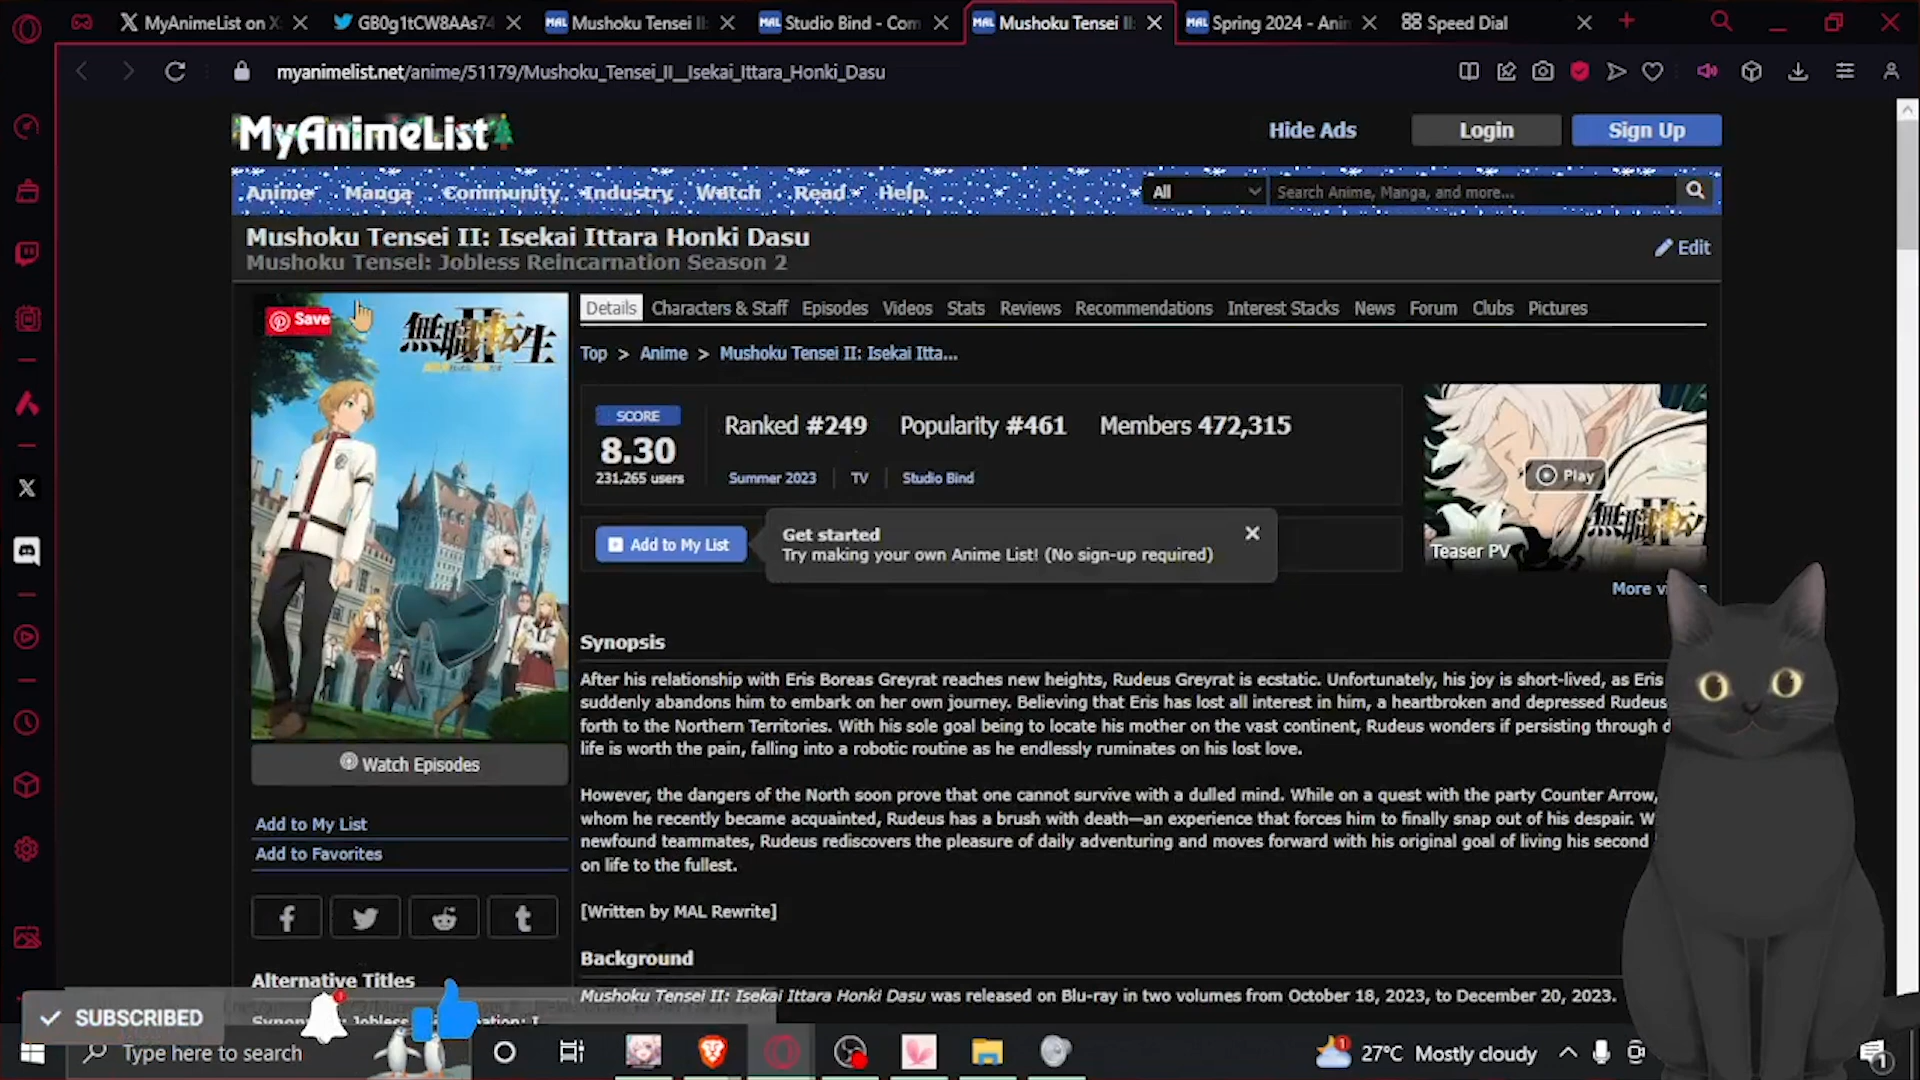 MyAnimeList on X
GB0g1tCW8AAs74
MAL Mushoku Tensei II:
MAL Studio Bind - Com
MAL Mushoku Tensei II:
MAL Spring 2024 - Anim
Speed Dial
myanimelist.net/anime/51179/Mushoku_Tensei_II__Isekai_Ittara_Honki_Dasu
MyAnimeList
Hide Ads
Login
Sign Up
Anime Manga Community Industry Watch Read Help
All
Search Anime, Manga, and more...
Mushoku Tensei II: Isekai Ittara Honki Dasu
Mushoku Tensei: Jobless Reincarnation Season 2
Edit
Save
無職転生
II
Details Characters & Staff Episodes Videos Stats Reviews Recommendations Interest Stacks News Forum Clubs Pictures
Top > Anime > Mushoku Tensei II: Isekai Itta...
SCORE
8.30
231,265 users
Ranked #249 Popularity #461 Members 472,315
Summer 2023 TV Studio Bind
Add to My List
Get started
Try making your own Anime List! (No sign-up required)
Play
無職転生
Teaser PV
More vi
Synopsis
After his relationship with Eris Boreas Greyrat reaches new heights, Rudeus Greyrat is ecstatic. Unfortunately, his joy is short-lived, as Eris
suddenly abandons him to embark on her own journey. Believing that Eris has lost all interest in him, a heartbroken and depressed Rudeus
forth to the Northern Territories. With his sole goal being to locate his mother on the vast continent, Rudeus wonders if persisting through d
life is worth the pain, falling into a robotic routine as he endlessly ruminates on his lost love.
However, the dangers of the North soon prove that one cannot survive with a dulled mind. While on a quest with the party Counter Arrow,
whom he recently became acquainted, Rudeus has a brush with death—an experience that forces him to finally snap out of his despair. W
newfound teammates, Rudeus rediscovers the pleasure of daily adventuring and moves forward with his original goal of living his second
on life to the fullest.
[Written by MAL Rewrite]
Background
Mushoku Tensei II: Isekai Ittara Honki Dasu was released on Blu-ray in two volumes from October 18, 2023, to December 20, 2023.
Watch Episodes
Add to My List
Add to Favorites
Alternative Titles
SUBSCRIBED
Type here to search
1
27°C Mostly cloudy
1